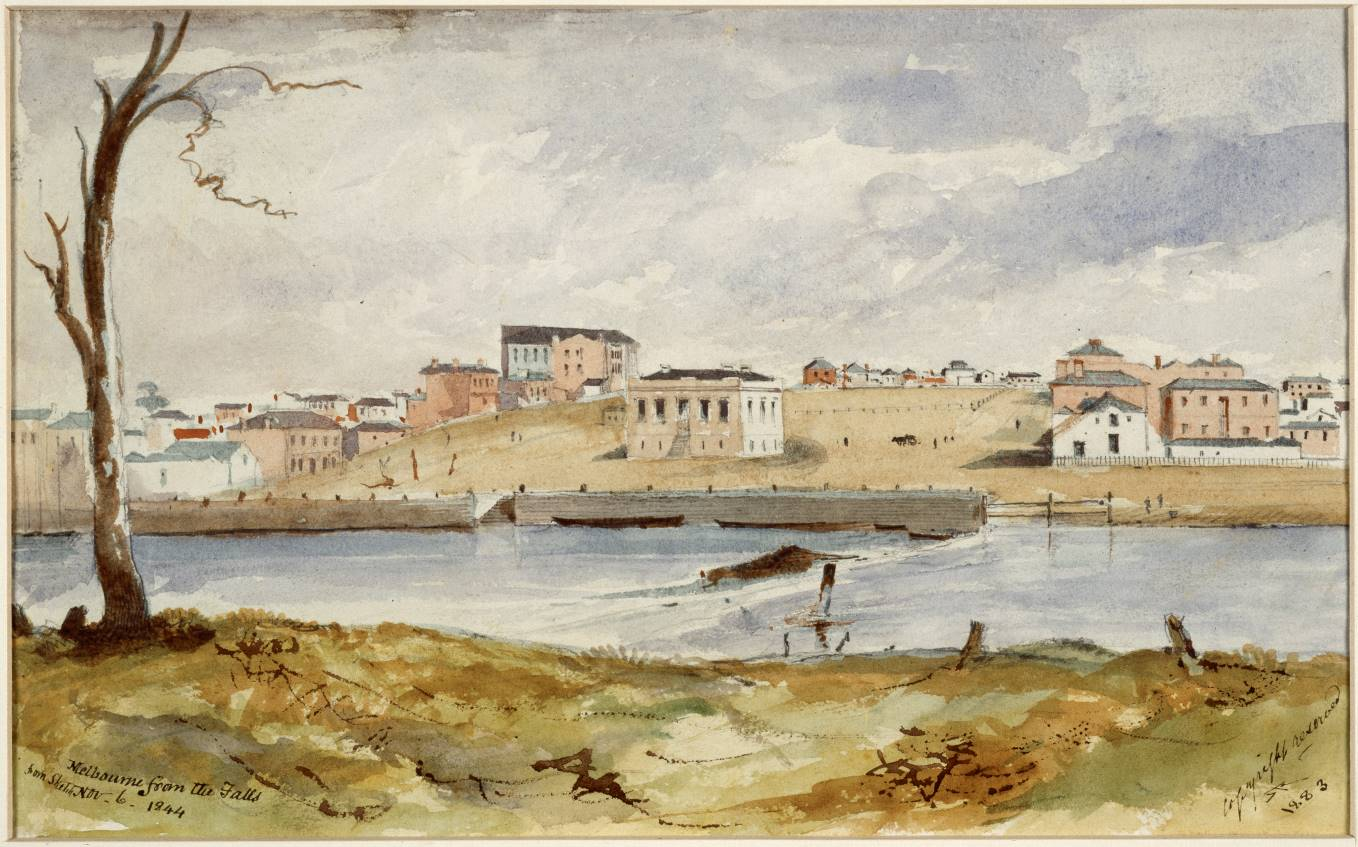 Melbourne from the Falls
from Sketch Nov - 6 - 1844
Copyright reserved
1883